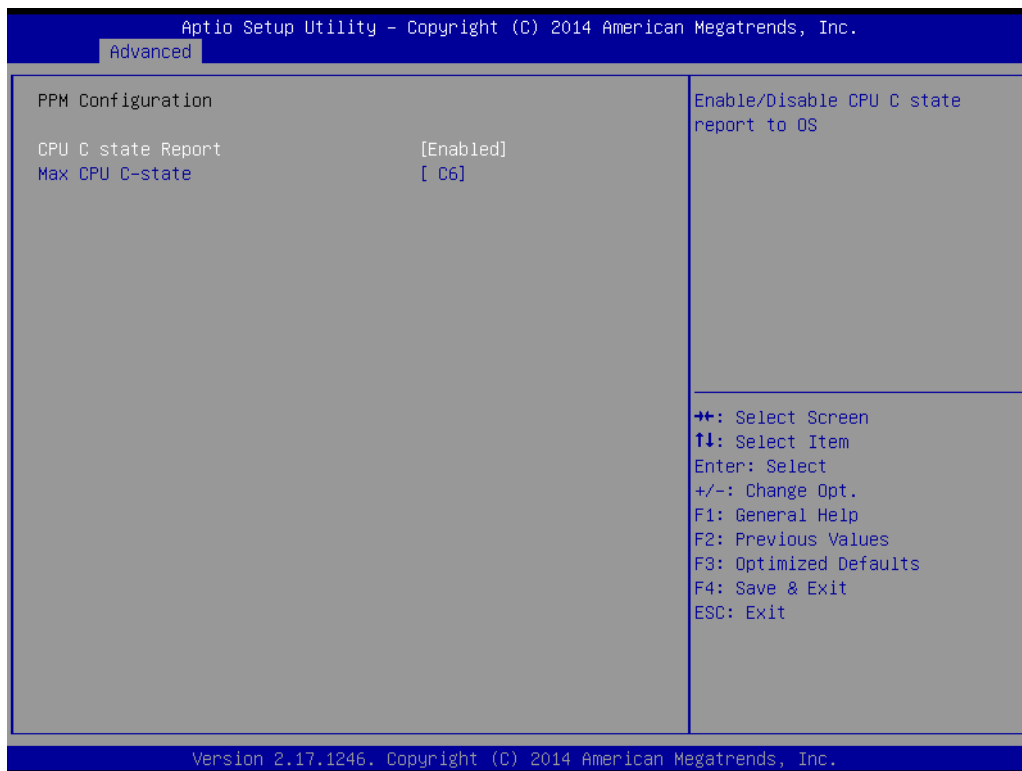 Aptio Setup Utility – Copyright (C) 2014 American Megatrends, Inc.
Advanced
PPM Configuration
CPU C state Report [Enabled]
Max CPU C-state [ C6]
Enable/Disable CPU C state
report to OS
→←: Select Screen
↑↓: Select Item
Enter: Select
+/-: Change Opt.
F1: General Help
F2: Previous Values
F3: Optimized Defaults
F4: Save & Exit
ESC: Exit
Version 2.17.1246. Copyright (C) 2014 American Megatrends, Inc.